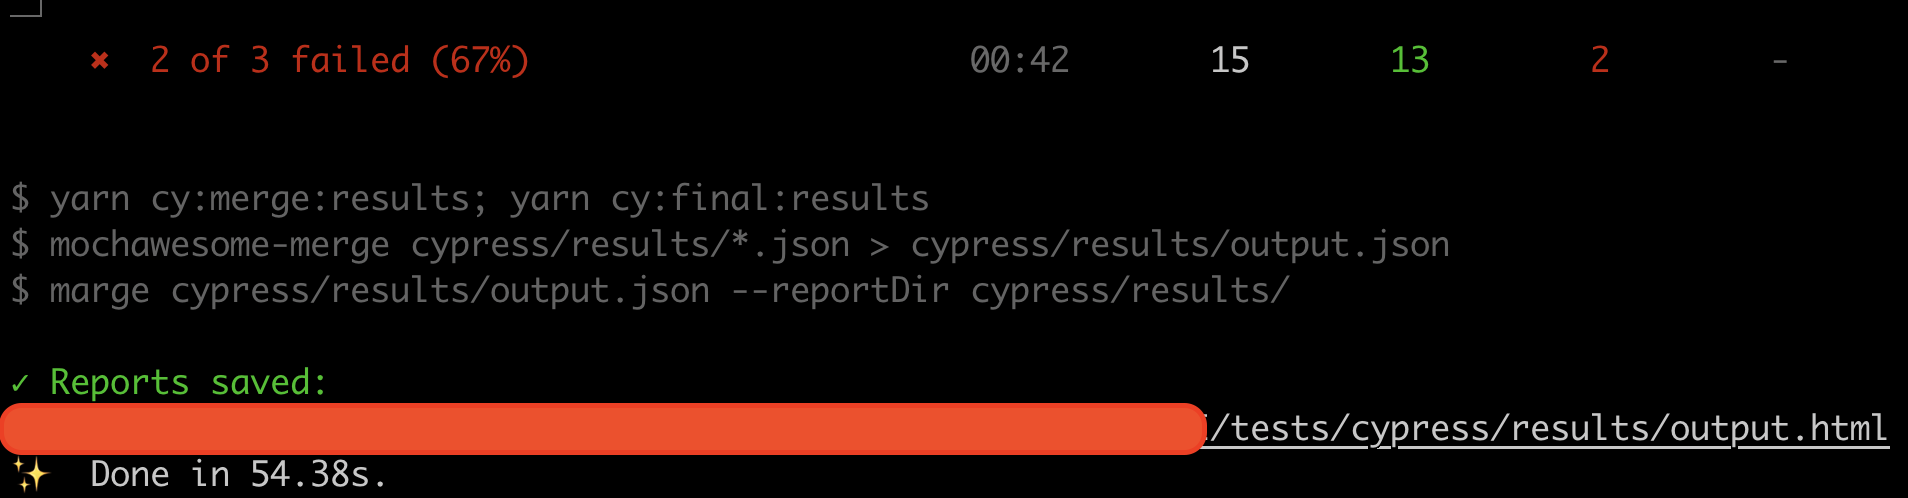 ✖ 2 of 3 failed (67%) 00:42 15 13 2 -
$ yarn cy:merge:results; yarn cy:final:results
$ mochawesome-merge cypress/results/*.json > cypress/results/output.json
$ marge cypress/results/output.json --reportDir cypress/results/
✓ Reports saved:
/tests/cypress/results/output.html
✨ Done in 54.38s.